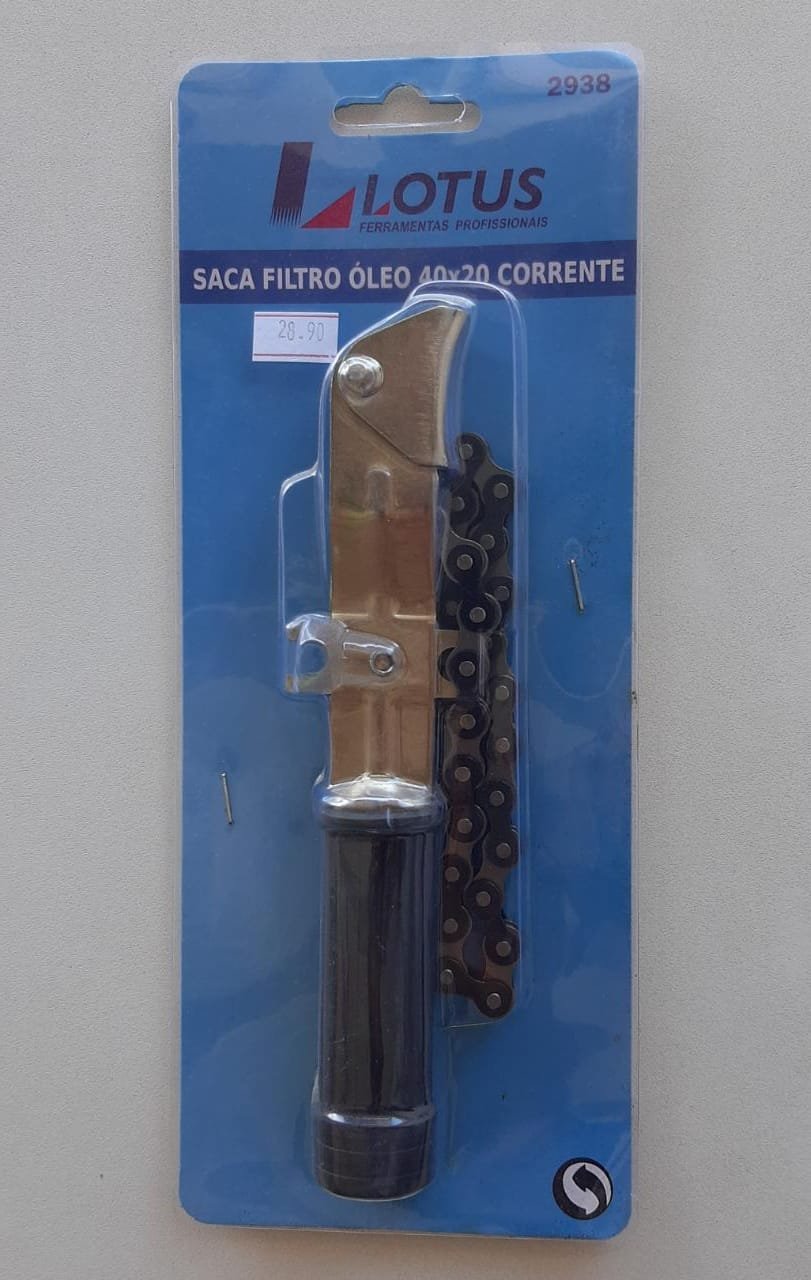 2938
LOTUS
FERRAMENTAS PROFISSIONAIS
SACA FILTRO ÓLEO 40x20 CORRENTE
28.90